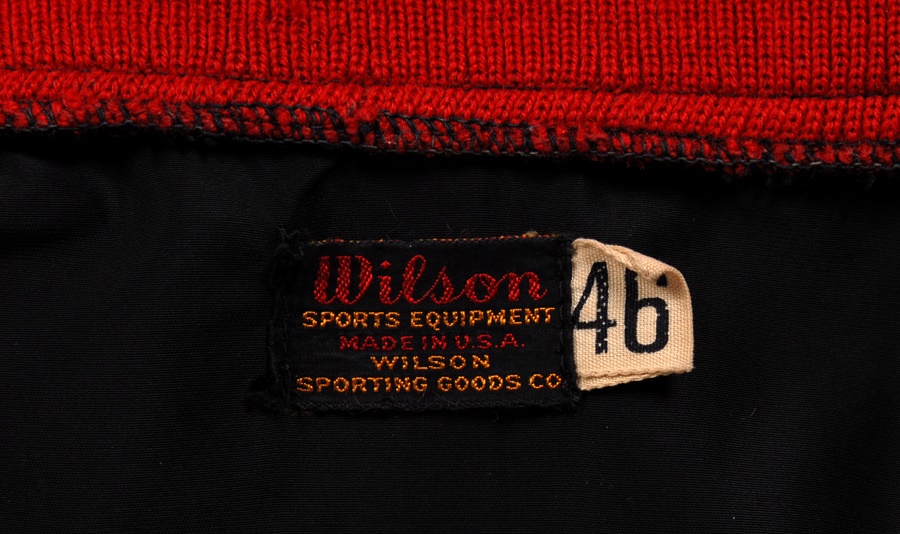 Wilson
SPORTS EQUIPMENT
MADE IN U.S.A.
WILSON
SPORTING GOODS CO
46